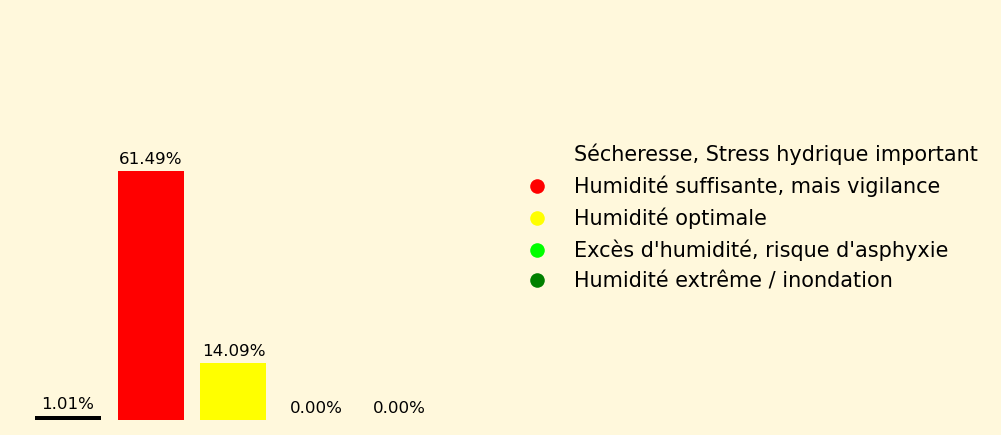 61.49%
14.09%
1.01%
0.00%
0.00%
Sécheresse, Stress hydrique important
Humidité suffisante, mais vigilance
Humidité optimale
Excès d'humidité, risque d'asphyxie
Humidité extrême / inondation